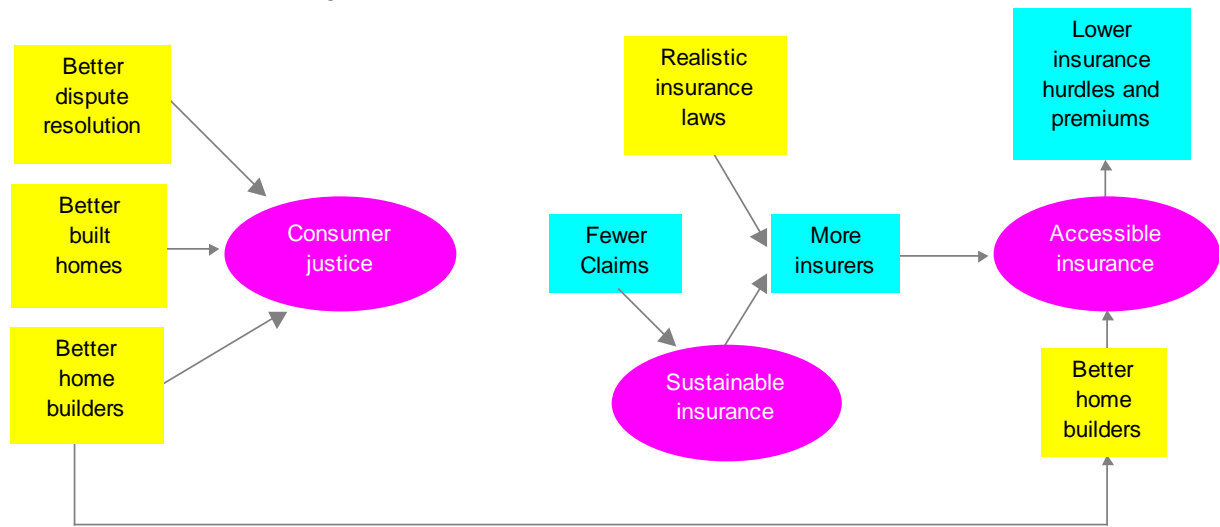 Better
dispute
resolution
Better
built
homes
Better
home
builders
Consumer
justice
Realistic
insurance
laws
Fewer
Claims
More
insurers
Sustainable
insurance
Lower
insurance
hurdles and
premiums
Accessible
insurance
Better
home
builders